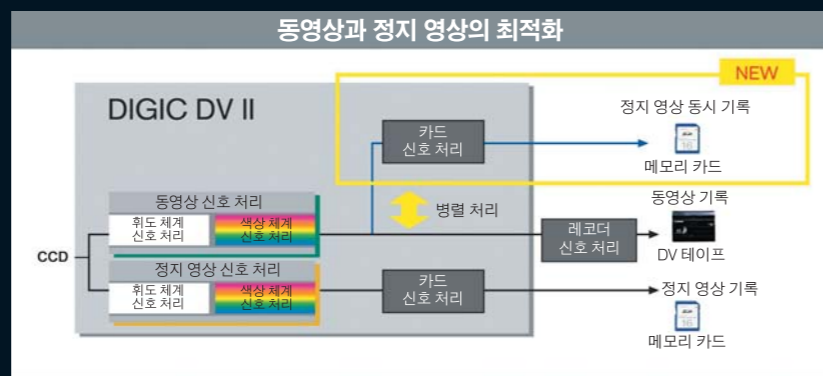 동영상과 정지 영상의 최적화
NEW
DIGIC DV II
정지 영상 동시 기록
카드
신호 처리
메모리 카드
동영상 신호 처리
휘도 체계
신호 처리
색상 체계
신호 처리
병렬 처리
동영상 기록
레코더
신호 처리
DV 테이프
CCD
정지 영상 신호 처리
휘도 체계
신호 처리
색상 체계
신호 처리
카드
신호 처리
정지 영상 기록
메모리 카드